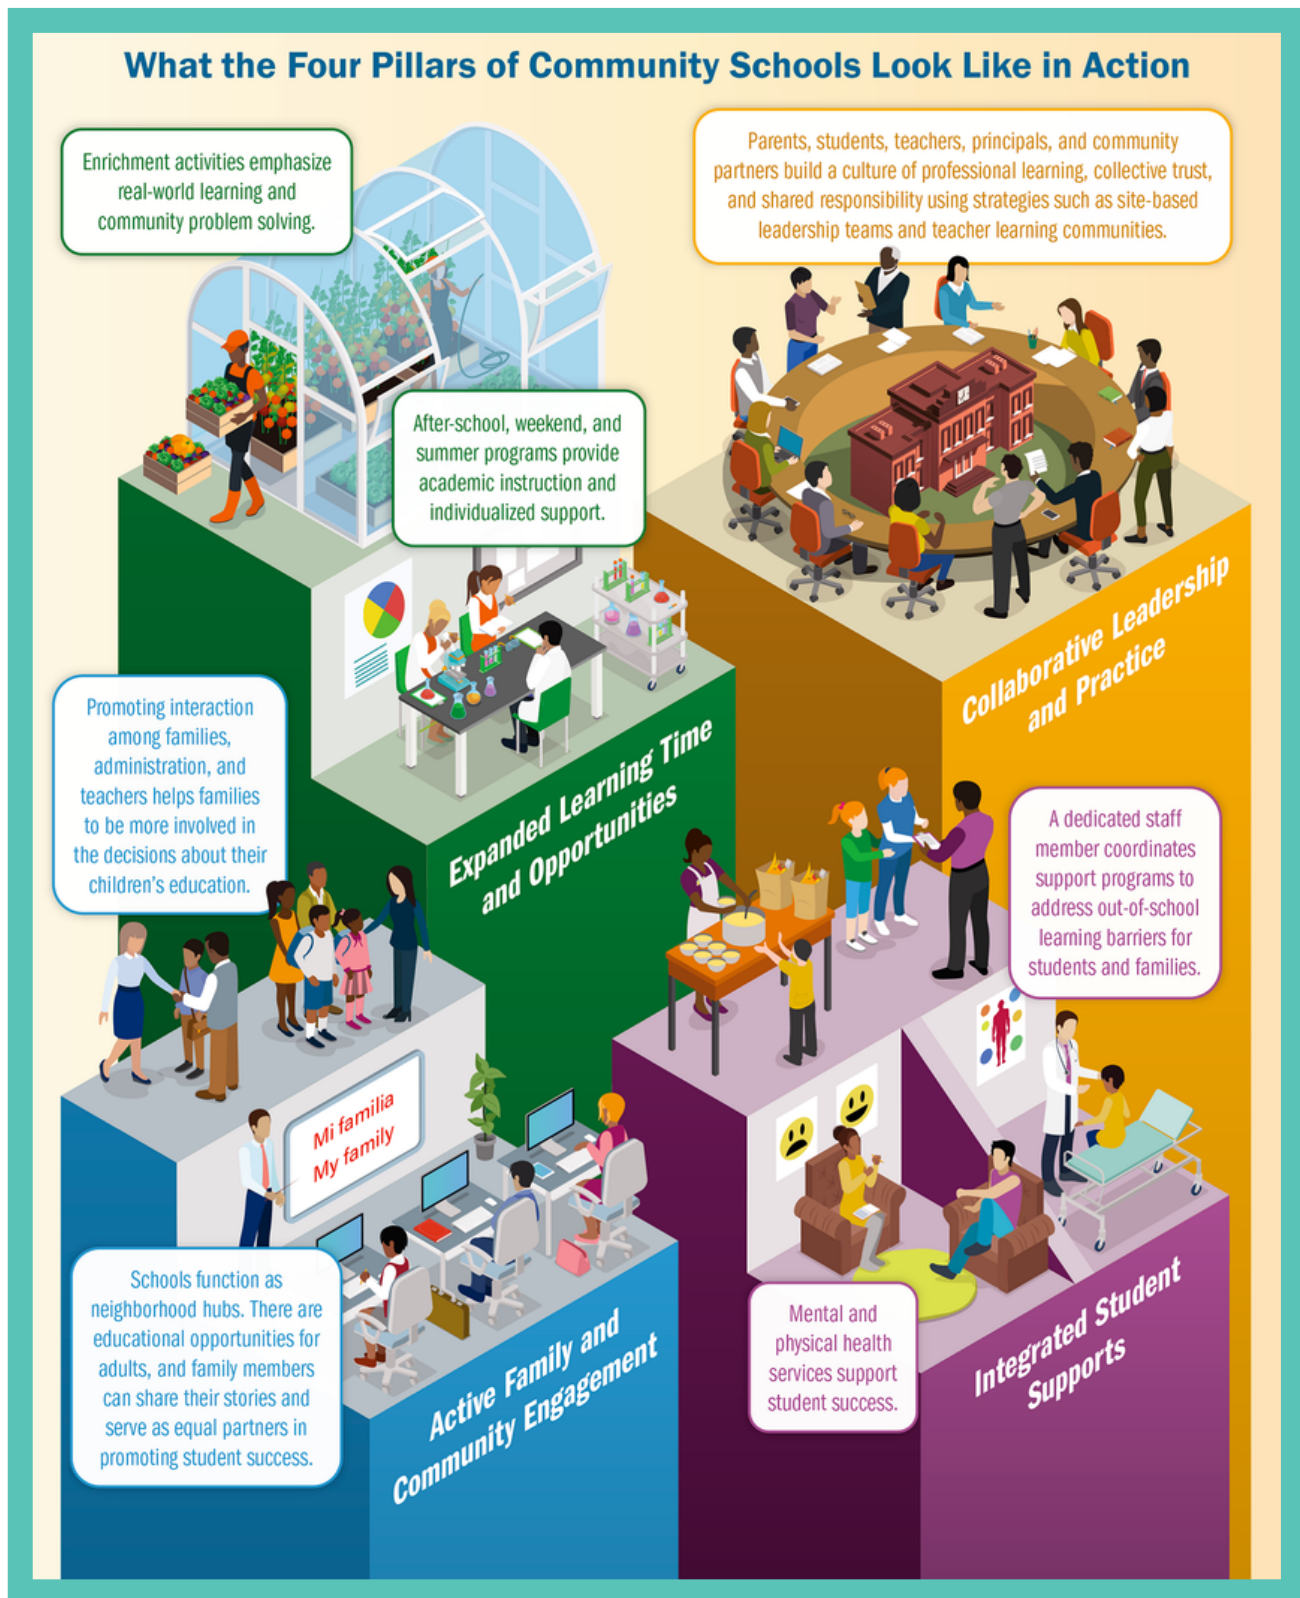 What the Four Pillars of Community Schools Look Like in Action
Enrichment activities emphasize
real-world learning and
community problem solving.
Parents, students, teachers, principals, and community
partners build a culture of professional learning, collective trust,
and shared responsibility using strategies such as site-based
leadership teams and teacher learning communities.
After-school, weekend, and
summer programs provide
academic instruction and
individualized support.
Collaborative Leadership
and Practice
Expanded Learning Time
and Opportunities
Promoting interaction
among families,
administration, and
teachers helps families
to be more involved in
the decisions about their
children's education.
A dedicated staff
member coordinates
support programs to
address out-of-school
learning barriers for
students and families.
Mi familia
My family
Schools function as
neighborhood hubs. There are
educational opportunities for
adults, and family members
can share their stories and
serve as equal partners in
promoting student success.
Active Family and
Community Engagement
Mental and
physical health
services support
student success.
Integrated Student
Supports